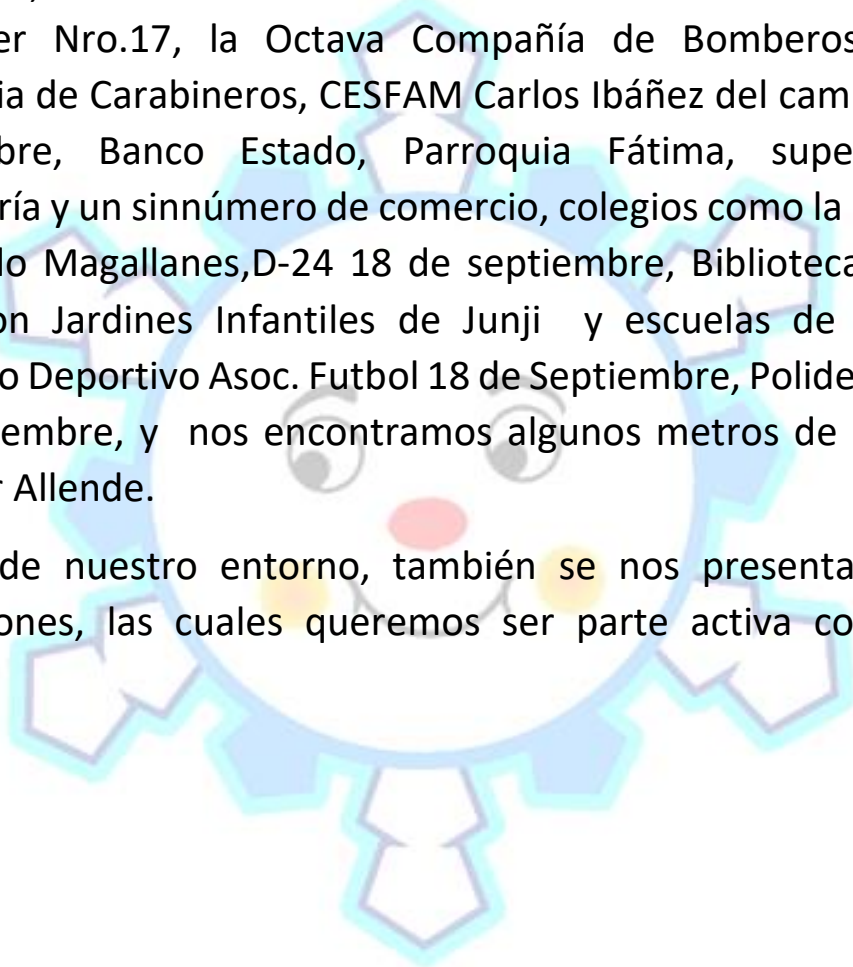 er Nro.17, la Octava Compañía de Bomberos
ia de Carabineros, CESFAM Carlos Ibáñez del cam
bre, Banco Estado, Parroquia Fátima, supe
ría y un sinnúmero de comercio, colegios como la
lo Magallanes,D-24 18 de septiembre, Biblioteca
on Jardines Infantiles de Junji y escuelas de
o Deportivo Asoc. Futbol 18 de Septiembre, Polide
embre, y nos encontramos algunos metros de
r Allende.
de nuestro entorno, también se nos presenta
ones, las cuales queremos ser parte activa co